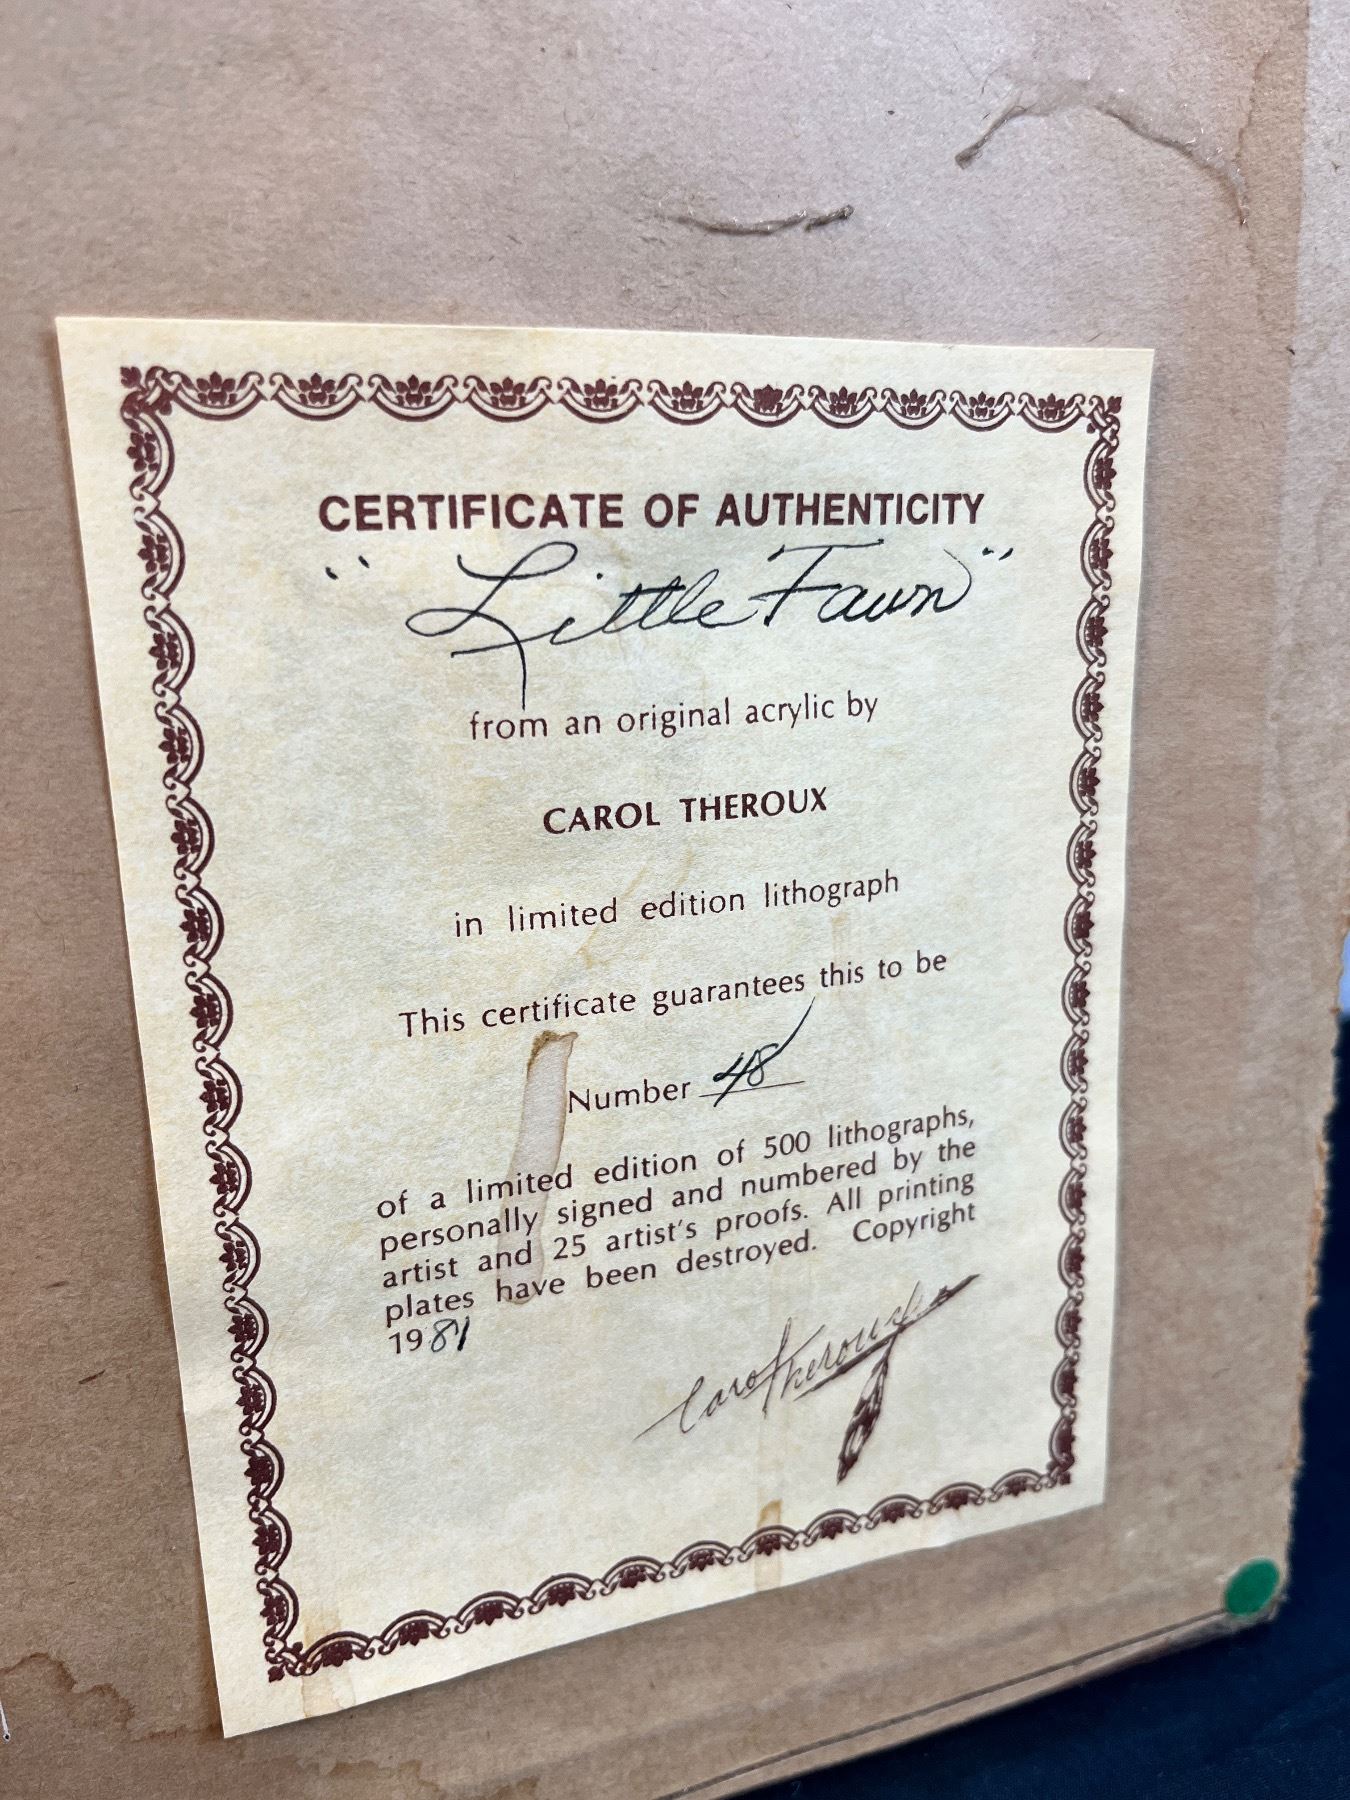 CERTIFICATE OF AUTHENTICITY
"Little Fawn"
from an original acrylic by
CAROL THEROUX
in limited edition lithograph
This certificate guarantees this to be
Number 48
of a limited edition of 500 lithographs,
personally signed and numbered by the
artist and 25 artist's proofs. All printing
plates have been destroyed. Copyright
1981
Carol Theroux